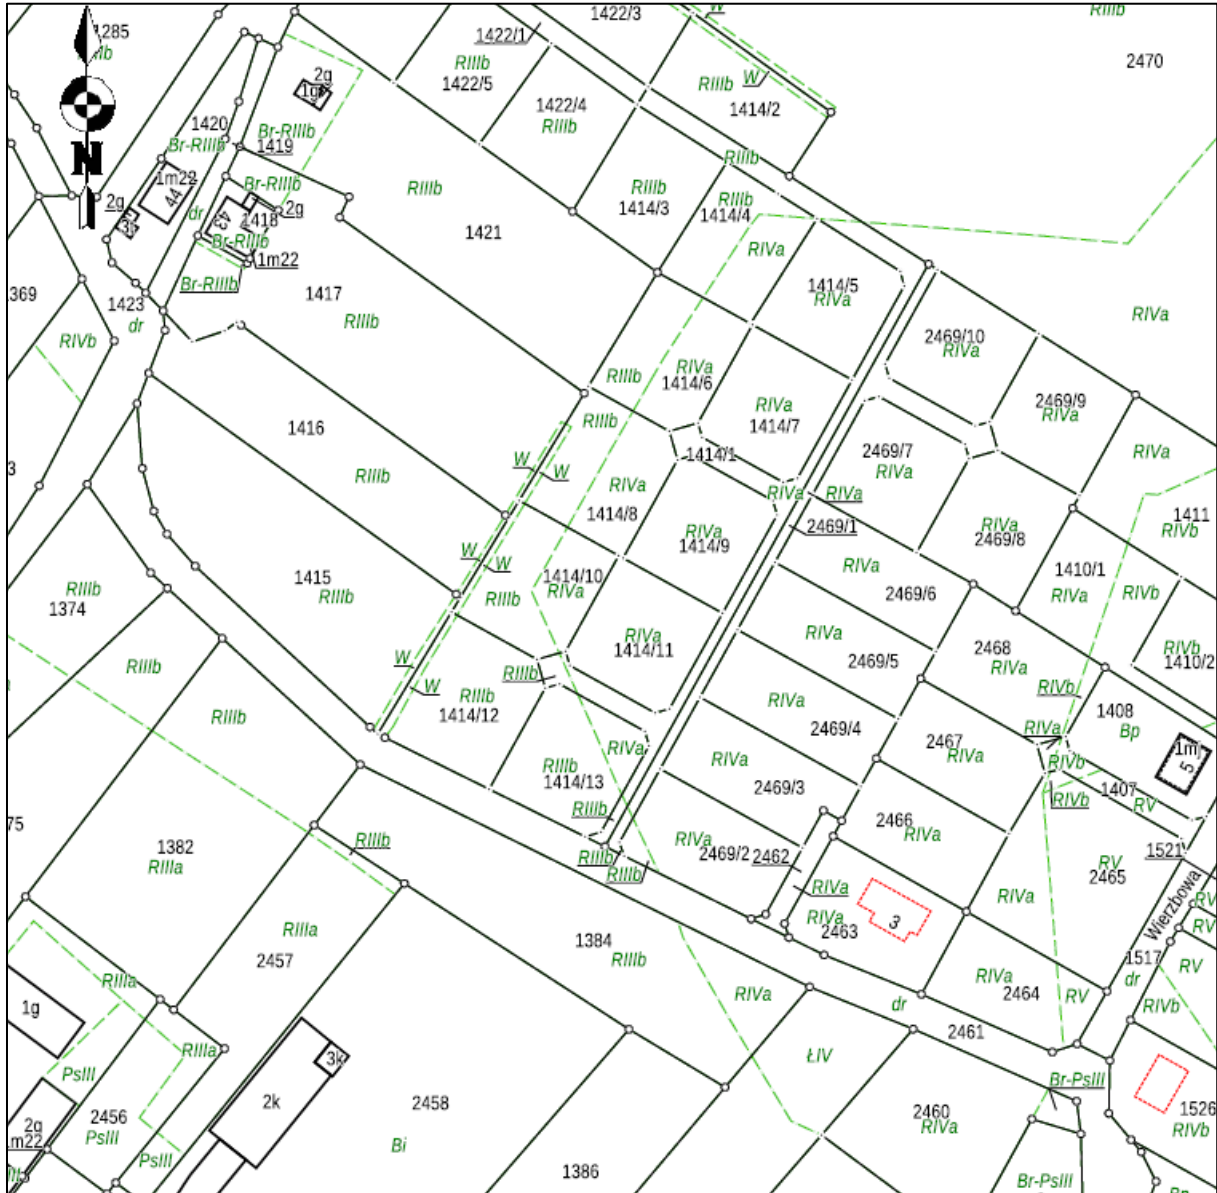 1285
RIIIb
N
1422/3
W
RIIIb
2470
1422/1
RIIIb
1422/5
RIIIb
W
1414/2
2g
1g
1422/4
RIIIb
1420
Br-RIIIb
Br-RIIIb
1419
RIIIb
1m22
44
Br-RIIIb
RIIIb
RIIIb
1414/3
RIIIb
1414/4
2g
dr
43
1418
2g
Br-RIIIb
1m22
1421
RIVa
Br-RIIIb
1417
1414/5
RIVa
369
1423
dr
RIIIb
RIVa
RIVb
2469/10
RIVa
RIIIb
RIVa
1414/6
2469/9
RIVa
1416
RIIIb
RIVa
1414/7
2469/7
RIVa
RIVa
3
RIIIb
W
W
1414/1
RIVa
RIVa
RIVa
1411
RIVb
1414/8
RIVa
1414/9
2469/1
RIVa
2469/8
W
W
1415
RIIIb
RIIIb
1374
RIIIb
1414/10
RIVa
RIVa
2469/6
1410/1
RIVa
RIVb
RIVb
1410/2
RIVa
1414/11
RIVa
2469/5
2468
RIVa
RIIIb
W
W
RIIIb
RIIIb
1414/12
RIVa
RIVb
1408
Bp
RIIIb
RIVa
2469/4
RIVa
2467
RIVa
RIVb
1m
5
RIVa
RIIIb
1414/13
RIVa
2469/3
RIVb
1407
RV
75
RIIIb
2466
RIVa
1382
RIIIa
RIIIb
RIVa
2469/2
2462
RIIIb
RIIIb
1521
RV
2465
RIVa
RIVa
Wierzbowa
RV
RIVa
2463
3
RV
RIIIa
2457
1384
RIIIb
1517
dr
RV
RIIIa
RIVa
RIVa
2464
RV
RIVb
1g
dr
2461
RIIIa
PsIII
3k
ŁIV
Br-PsIII
2k
2458
2456
PsIII
2g
1m22
PsIII
Bi
2460
RIVa
1526
RIVb
1386
Br-PsIII
Bp